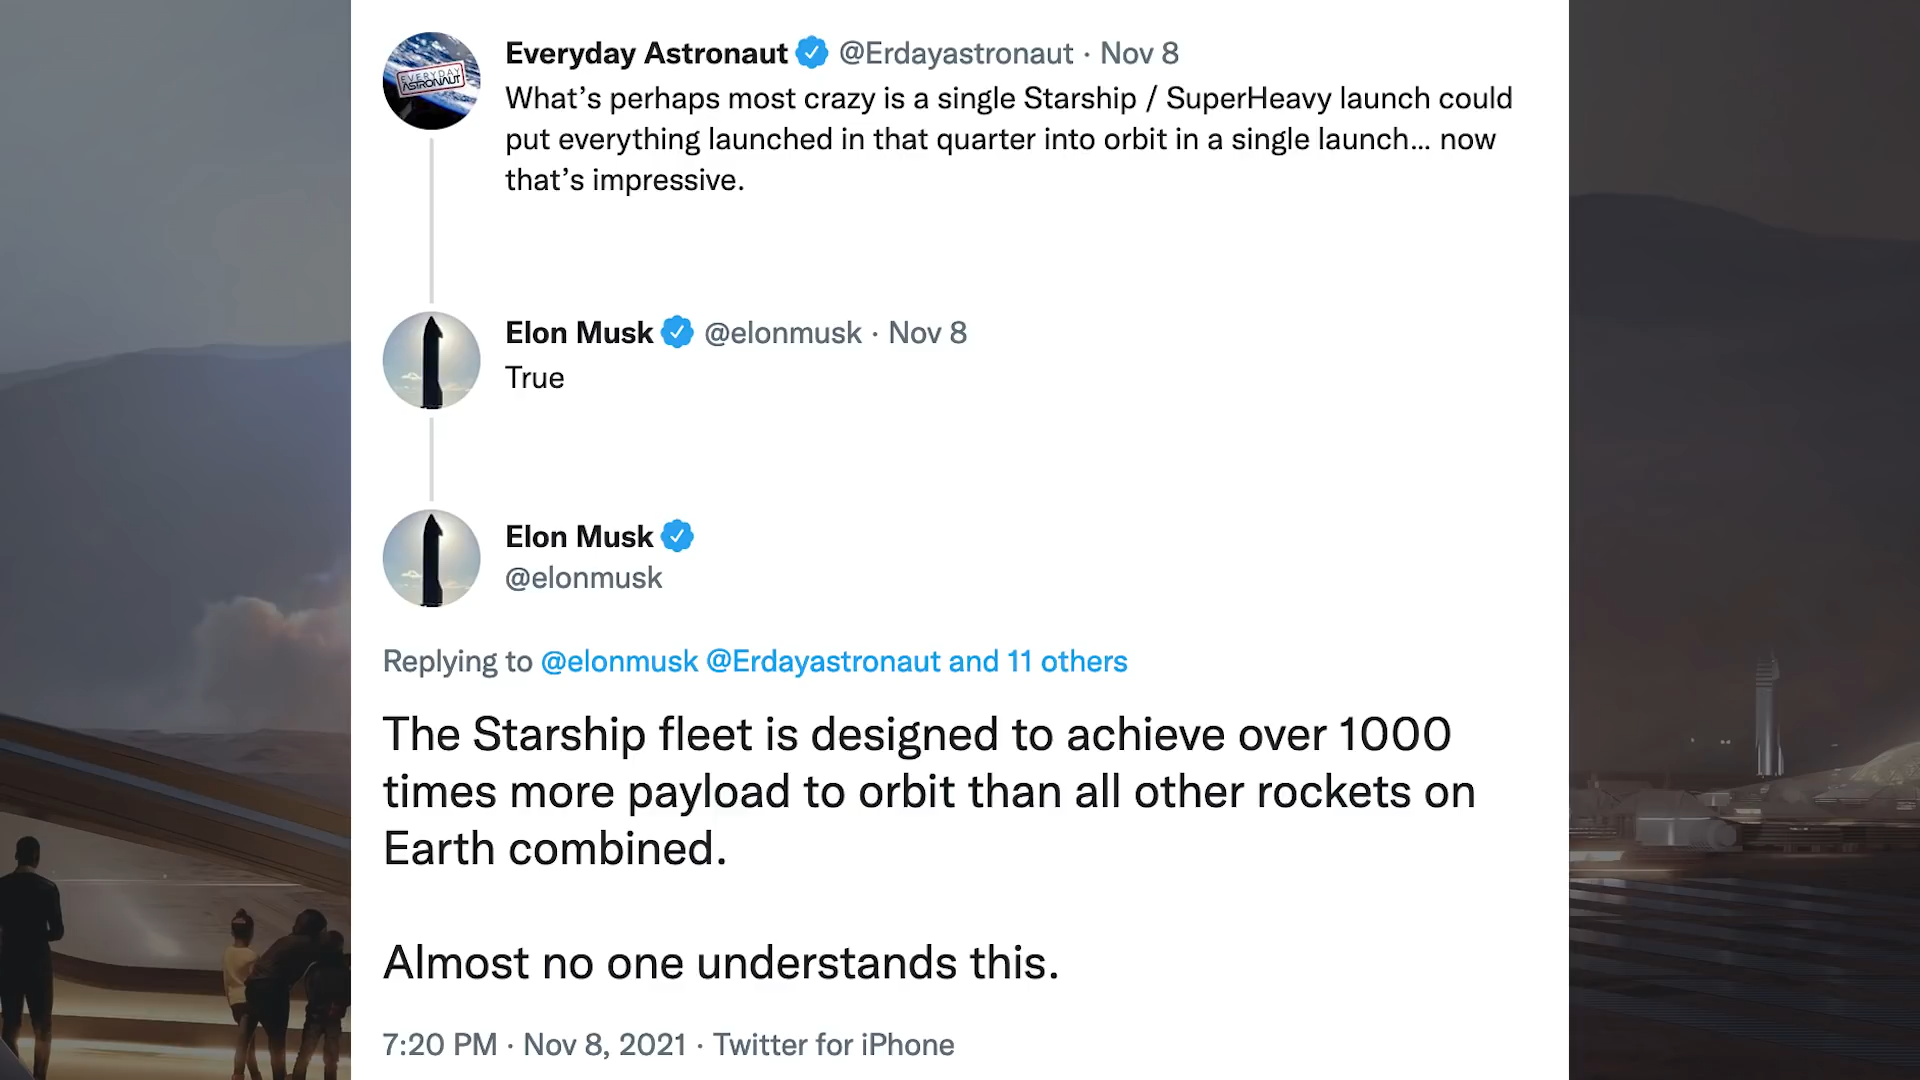 Everyday Astronaut @Erdayastronaut · Nov 8
EVERYDAY
ASTRONAUT
What’s perhaps most crazy is a single Starship / SuperHeavy launch could
put everything launched in that quarter into orbit in a single launch… now
that’s impressive.
Elon Musk @elonmusk · Nov 8
True
Elon Musk
@elonmusk
Replying to @elonmusk @Erdayastronaut and 11 others
The Starship fleet is designed to achieve over 1000
times more payload to orbit than all other rockets on
Earth combined.
Almost no one understands this.
7:20 PM · Nov 8, 2021 · Twitter for iPhone